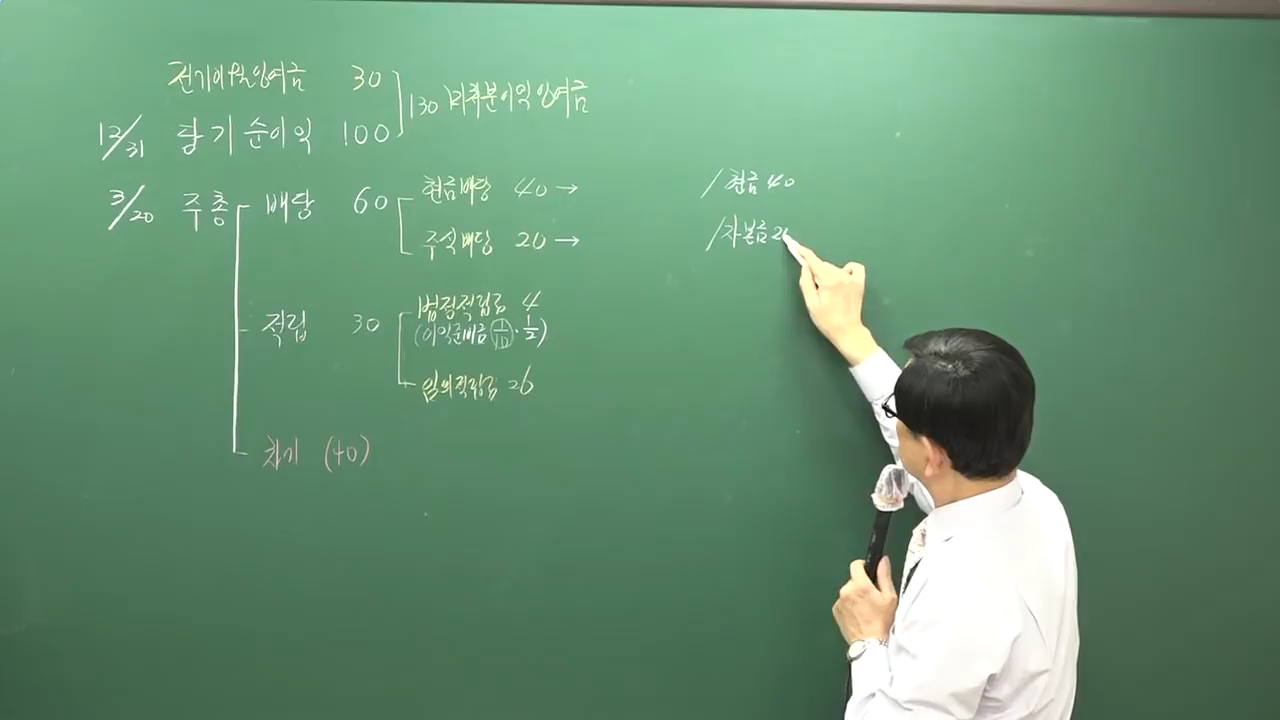 전기이월잉여금 30
130 미처분이익잉여금
12/31 당기순이익 100
3/20 주총 배당 60
현금배당 40 →
/ 현금 40
주식배당 20 →
/ 자본금 20
적립 30
법정적립금 4
(이익준비금 1/10 · 1/2)
임의적립금 26
차기 (40)